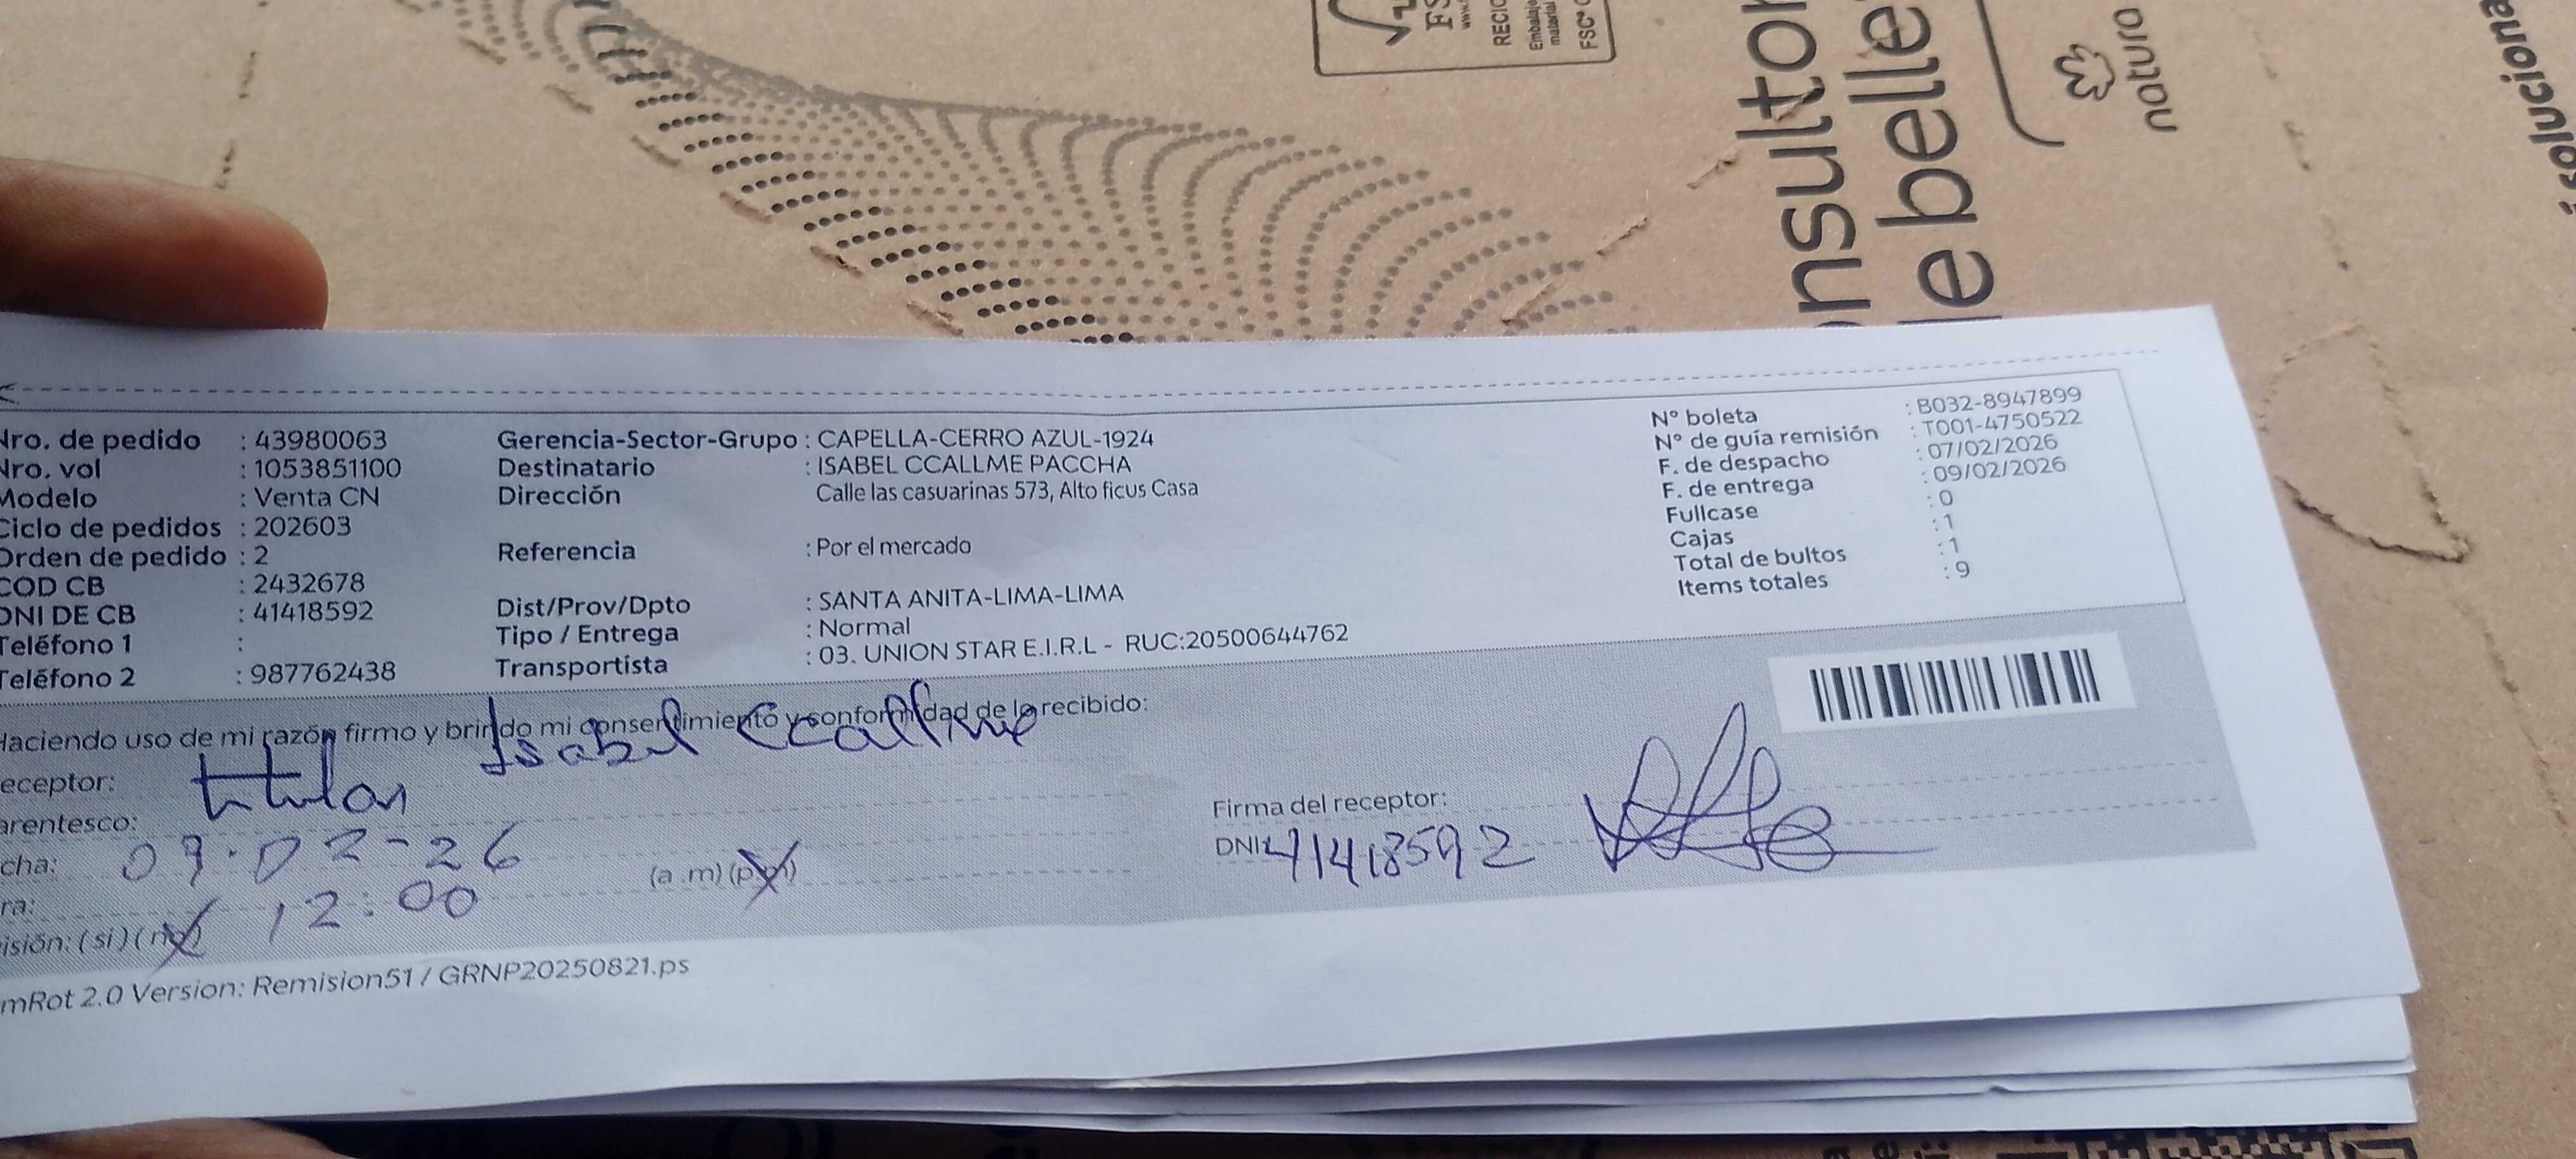 FSC
RECIC
Embalaje
material
FSC® C
nsultor
e belle
natura
soluciona
Nro. de pedido : 43980063
Nro. vol : 1053851100
Modelo : Venta CN
Ciclo de pedidos : 202603
Orden de pedido : 2
COD CB : 2432678
DNI DE CB : 41418592
Teléfono 1 :
Teléfono 2 : 987762438
Gerencia-Sector-Grupo : CAPELLA-CERRO AZUL-1924
Destinatario : ISABEL CCALLME PACCHA
Dirección Calle las casuarinas 573, Alto ficus Casa
Referencia : Por el mercado
Dist/Prov/Dpto : SANTA ANITA-LIMA-LIMA
Tipo / Entrega : Normal
Transportista : 03. UNION STAR E.I.R.L - RUC:20500644762
N° boleta : B032-8947899
N° de guía remisión : T001-4750522
F. de despacho : 07/02/2026
F. de entrega : 09/02/2026
Fullcase : 0
Cajas : 1
Total de bultos : 1
Items totales : 9
Haciendo uso de mi razón firmo y brindo mi consentimiento y conformidad de lo recibido:
eceptor: Isabel Ccallme
arentesco: titular
cha: 09-02-26
ra: 12:00 (a.m) (p.m)
isión: (si) (no)
Firma del receptor:
DNI: 41418592
mRot 2.0 Version: Remision51 / GRNP20250821.ps